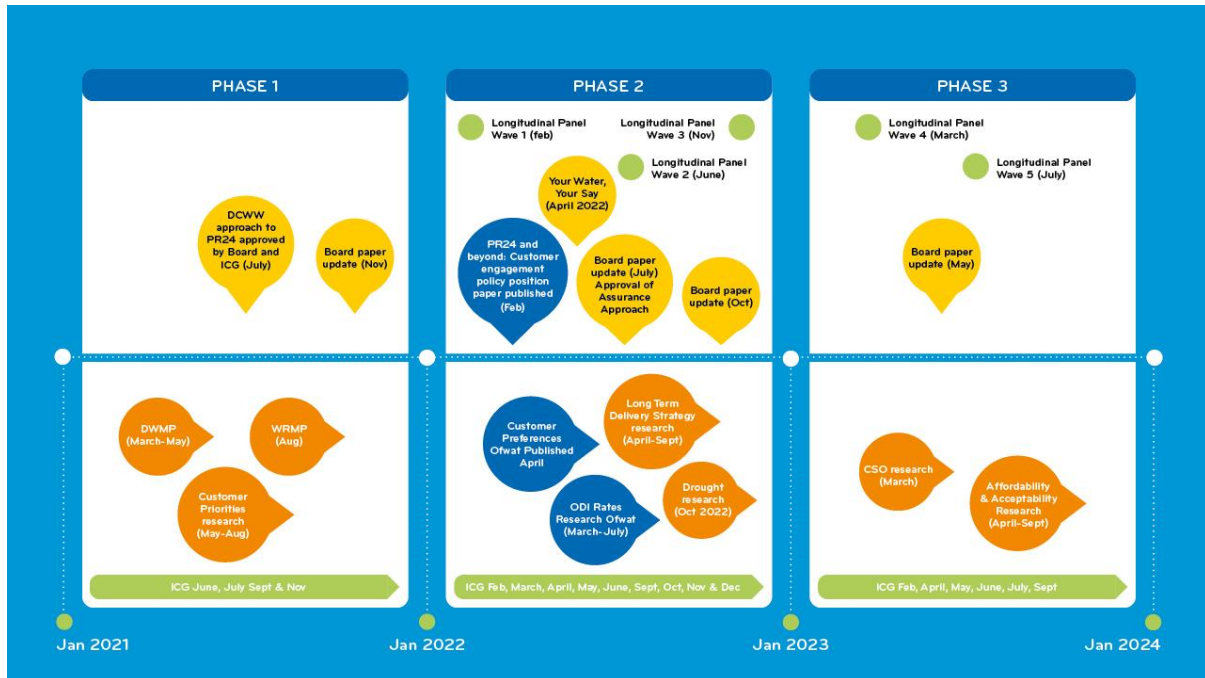 PHASE 1
DCWW
approach to
PR24 approved
by Board and
ICG (July)
Board paper
update (Nov)
DWMP
(March-May)
WRMP
(Aug)
Customer
Priorities
research
(May-Aug)
ICG June, July Sept & Nov
PHASE 2
Longitudinal Panel
Wave 1 (feb)
Longitudinal Panel
Wave 3 (Nov)
Longitudinal Panel
Wave 2 (June)
Your Water,
Your Say
(April 2022)
PR24 and
beyond: Customer
engagement
policy position
paper published
(Feb)
Board paper
update (July)
Approval of
Assurance
Approach
Board paper
update (Oct)
Customer
Preferences
Ofwat Published
April
Long Term
Delivery Strategy
research
(April-Sept)
ODI Rates
Research Ofwat
(March-July)
Drought
research
(Oct 2022)
ICG Feb, March, April, May, June, Sept, Oct, Nov & Dec
PHASE 3
Longitudinal Panel
Wave 4 (March)
Longitudinal Panel
Wave 5 (July)
Board paper
update (May)
CSO research
(March)
Affordability
& Acceptability
Research
(April-Sept)
ICG Feb, April, May, June, July, Sept
Jan 2021
Jan 2022
Jan 2023
Jan 2024